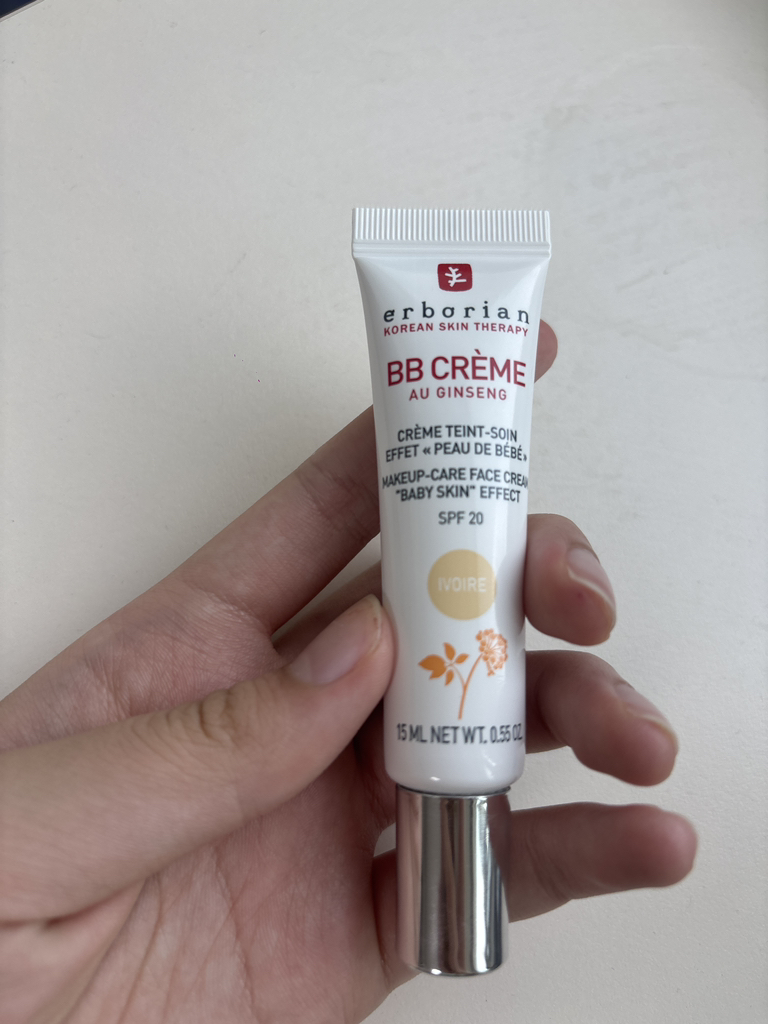 erborian
KOREAN SKIN THERAPY
BB CRÈME
AU GINSENG
CRÈME TEINT-SOIN
EFFET « PEAU DE BÉBÉ»
MAKEUP-CARE FACE CREAM
"BABY SKIN" EFFECT
SPF 20
IVOIRE
15 ML NET WT. 0.55 OZ.